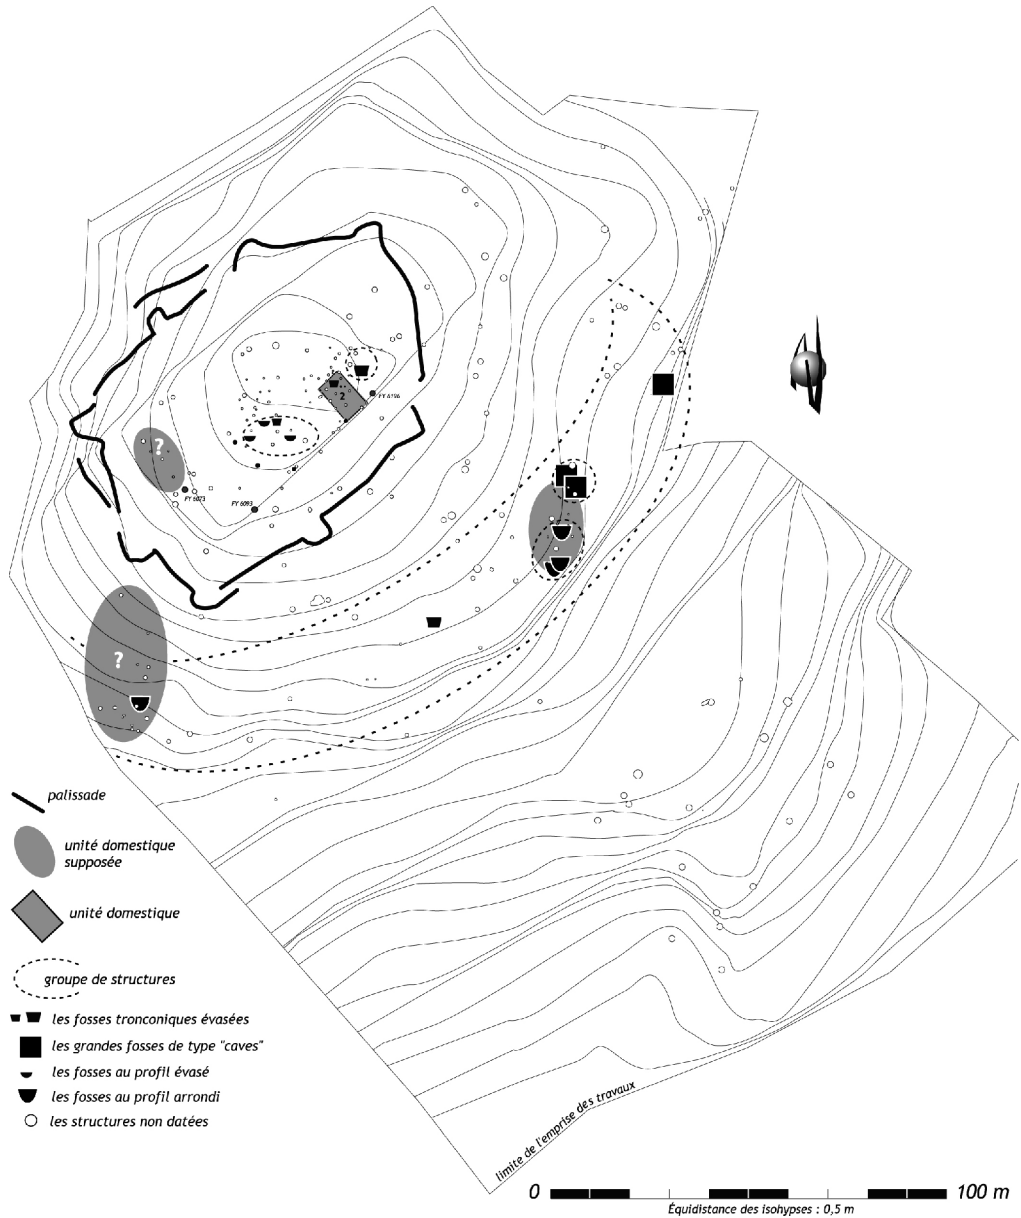 2
FY 6194
?
FY 6073
FY 6093
?
palissade
unité domestique
supposée
unité domestique
groupe de structures
les fosses tronconiques évasées
les grandes fosses de type "caves"
les fosses au profil évasé
les fosses au profil arrondi
les structures non datées
limite de l'emprise des travaux
0 100 m
Équidistance des isohypses : 0,5 m